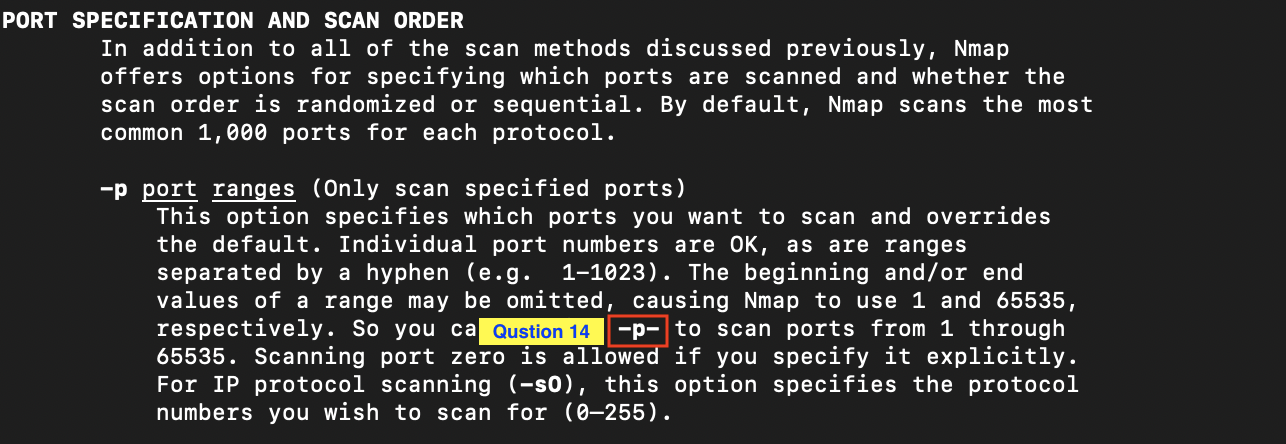 PORT SPECIFICATION AND SCAN ORDER
In addition to all of the scan methods discussed previously, Nmap
offers options for specifying which ports are scanned and whether the
scan order is randomized or sequential. By default, Nmap scans the most
common 1,000 ports for each protocol.
-p port ranges (Only scan specified ports)
This option specifies which ports you want to scan and overrides
the default. Individual port numbers are OK, as are ranges
separated by a hyphen (e.g.  1-1023). The beginning and/or end
values of a range may be omitted, causing Nmap to use 1 and 65535,
respectively. So you ca Qustion 14 -p- to scan ports from 1 through
65535. Scanning port zero is allowed if you specify it explicitly.
For IP protocol scanning (-sO), this option specifies the protocol
numbers you wish to scan for (0–255).